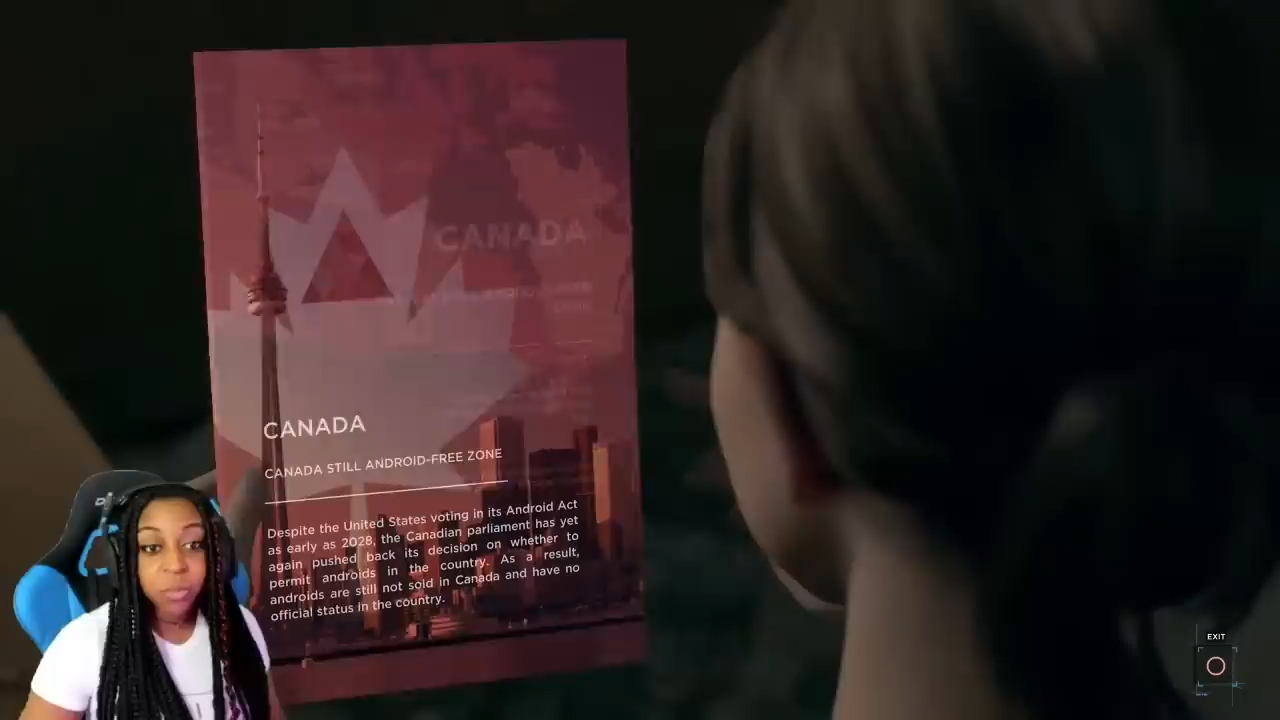 CANADA
CANADA
CANADA STILL ANDROID-FREE ZONE
Despite the United States voting in its Android Act
as early as 2028, the Canadian parliament has yet
again pushed back its decision on whether to
permit androids in the country. As a result,
androids are still not sold in Canada and have no
official status in the country.
EXIT